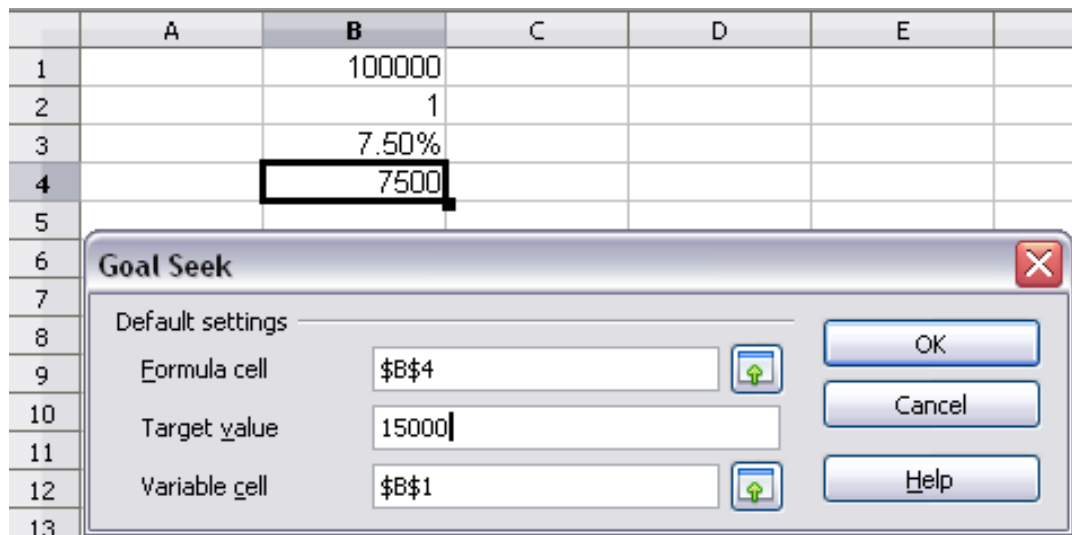 A B C D E
1 100000
2 1
3 7.50%
4 7500
5
6
7
8
9
10
11
12
13
Goal Seek
Default settings
Formula cell $B$4
Target value 15000
Variable cell $B$1
OK
Cancel
Help